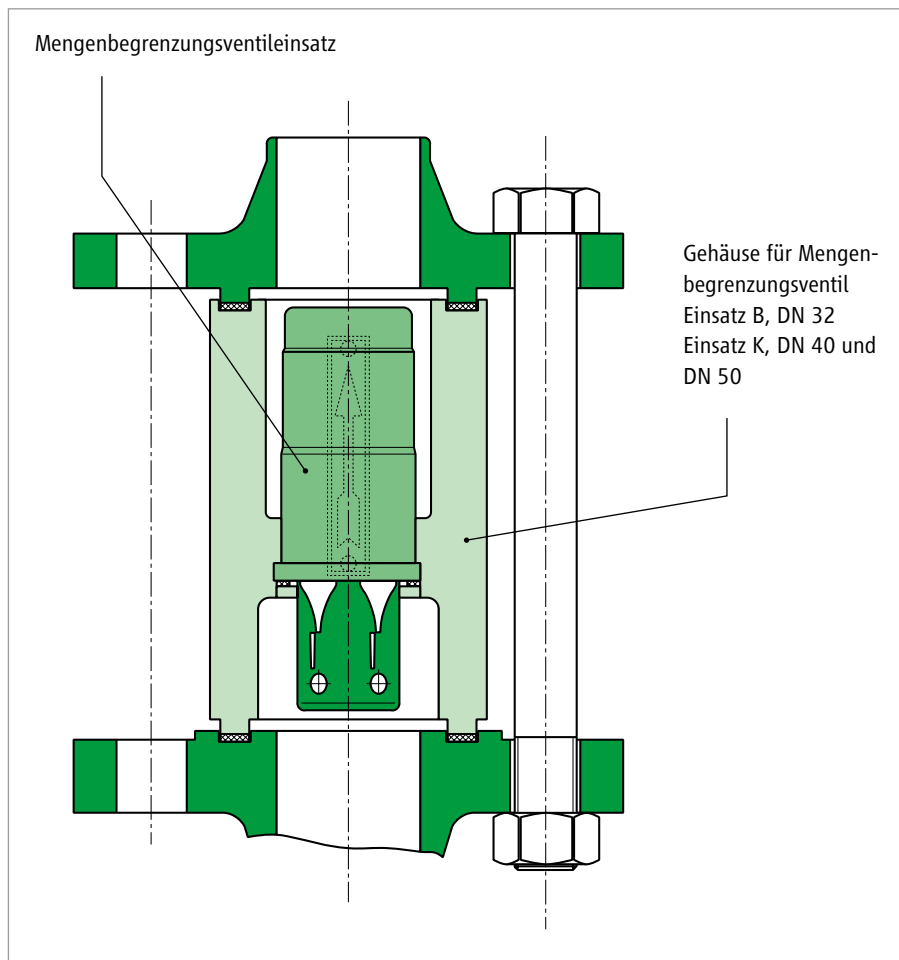 Mengenbegrenzungsventileinsatz
Gehäuse für Mengen-
begrenzungsventil
Einsatz B, DN 32
Einsatz K, DN 40 und
DN 50